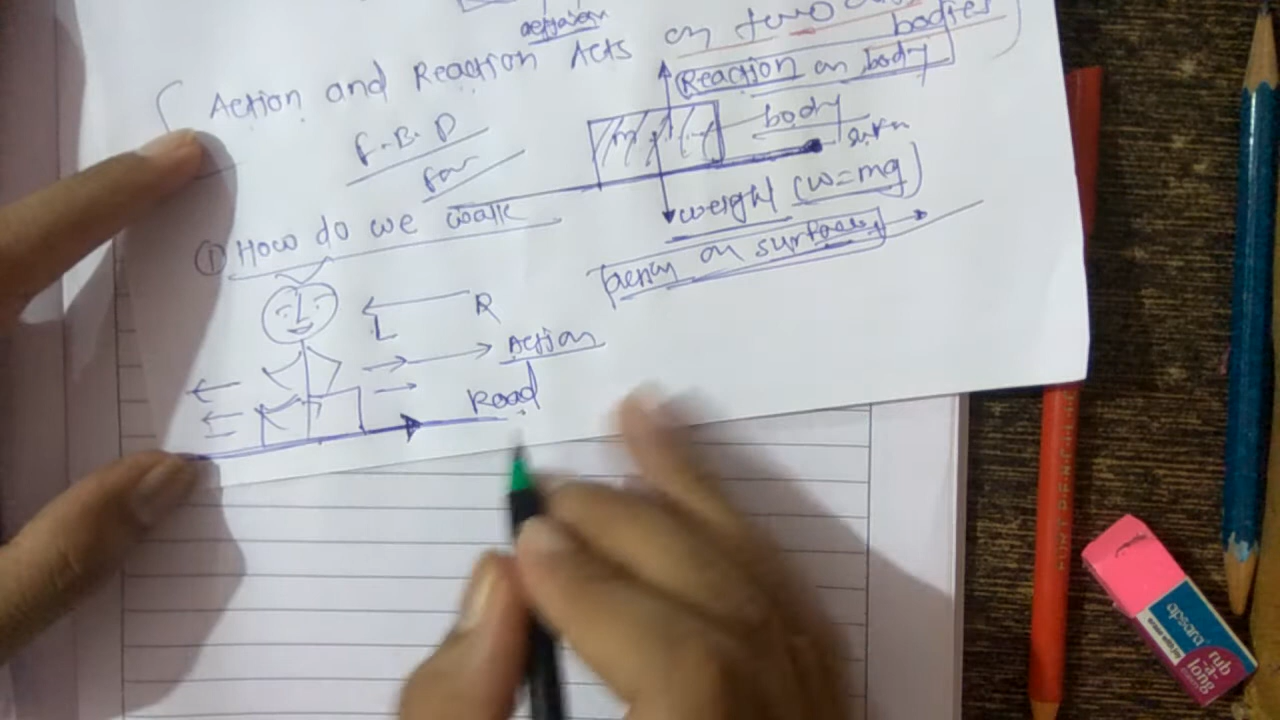 Action and Reaction Acts on two
bodies
Reaction on body
F.B.D
for
body
weight (w=mg)
on surface
① How do we walk
R
L
Action
Road
apsara
rub-a-long